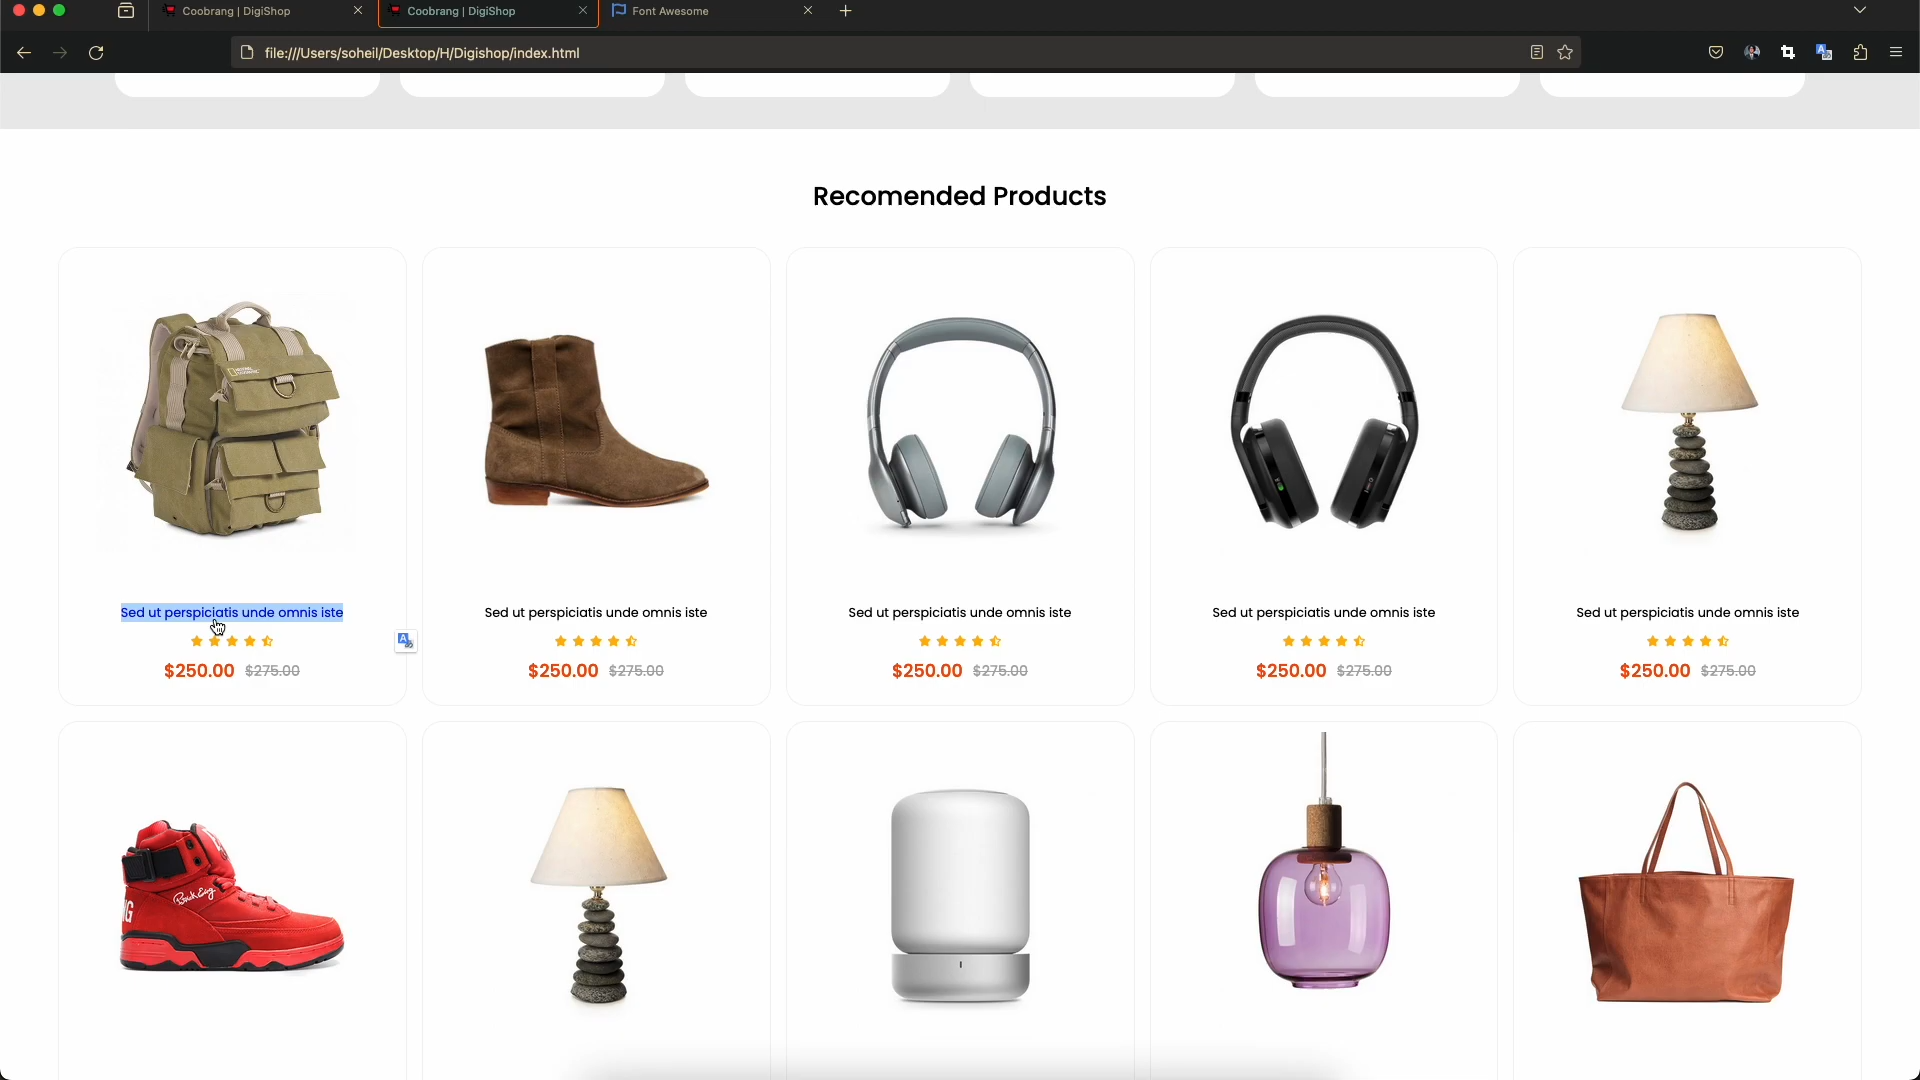 Coobrang | DigiShop
Coobrang | DigiShop
Font Awesome
file:///Users/soheil/Desktop/H/Digishop/index.html
Recomended Products
Sed ut perspiciatis unde omnis iste
Sed ut perspiciatis unde omnis iste
Sed ut perspiciatis unde omnis iste
Sed ut perspiciatis unde omnis iste
Sed ut perspiciatis unde omnis iste
$250.00 $275.00
$250.00 $275.00
$250.00 $275.00
$250.00 $275.00
$250.00 $275.00